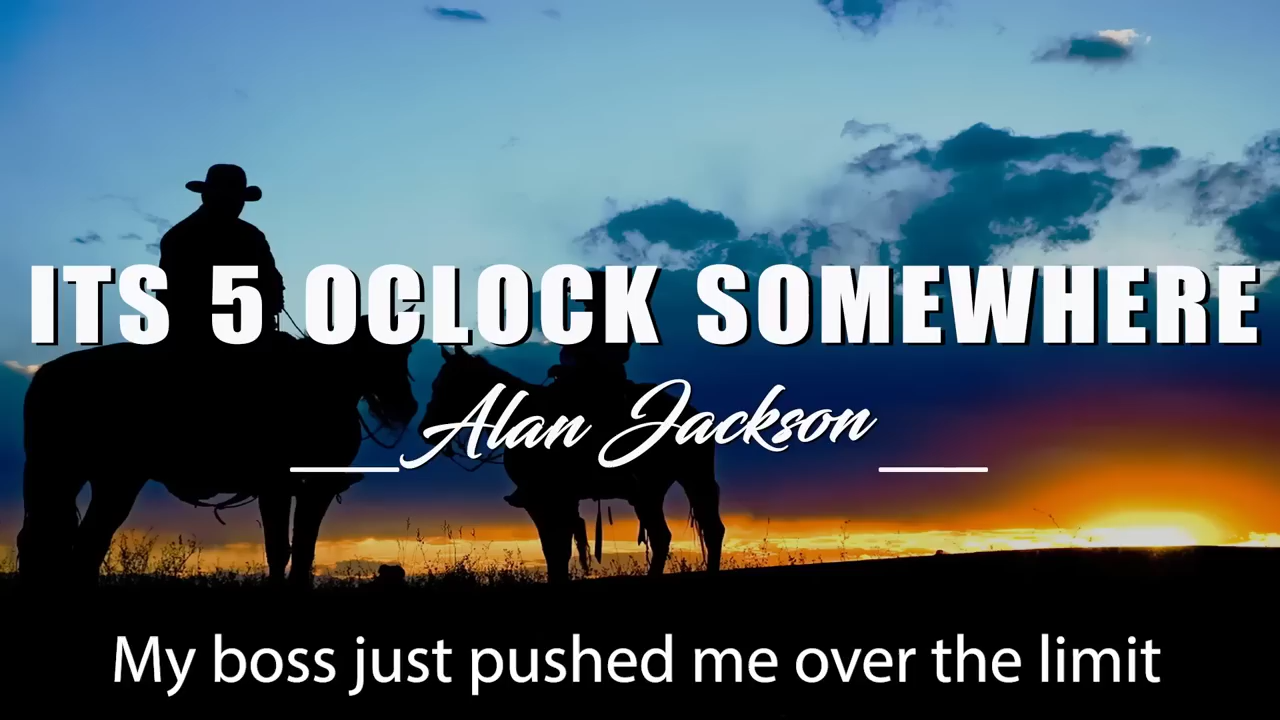 ITS 5 OCLOCK SOMEWHERE
Alan Jackson
My boss just pushed me over the limit